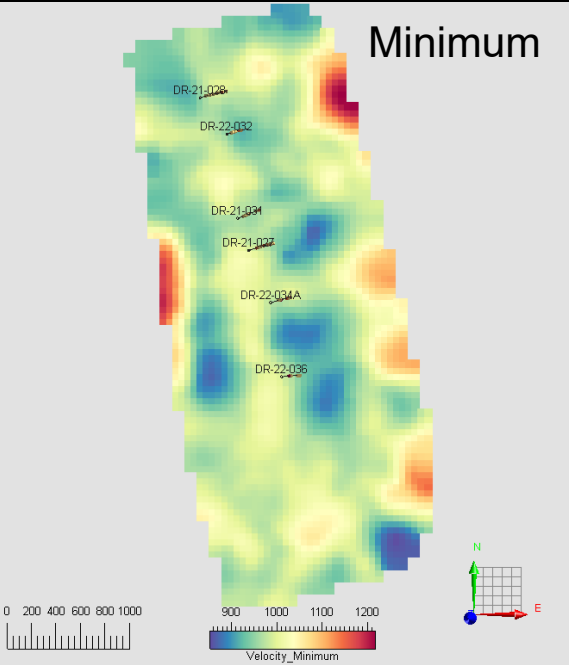 Minimum
DR-21-028
DR-22-032
DR-21-031
DR-21-027
DR-22-034A
DR-22-036
N
E
0 200 400 600 800 1000
900 1000 1100 1200
Velocity_Minimum